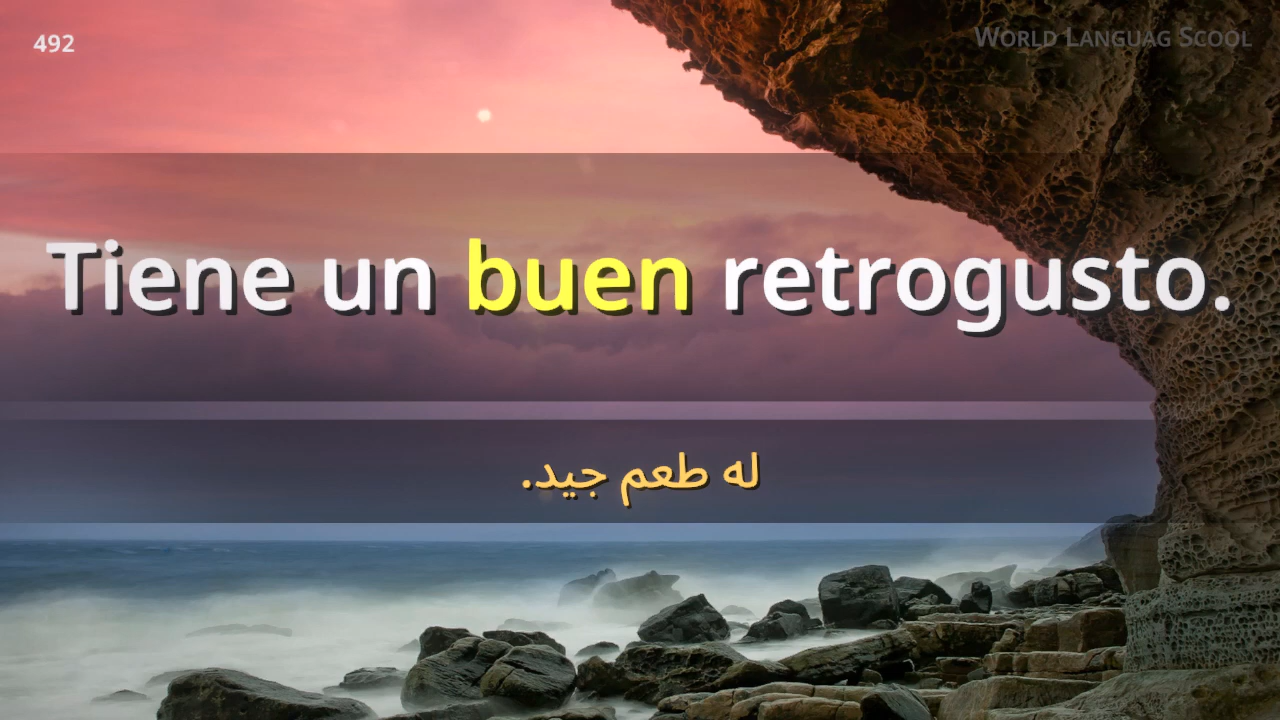 492
World Languag Scool
Tiene un buen retrogusto.
له طعم جيد.